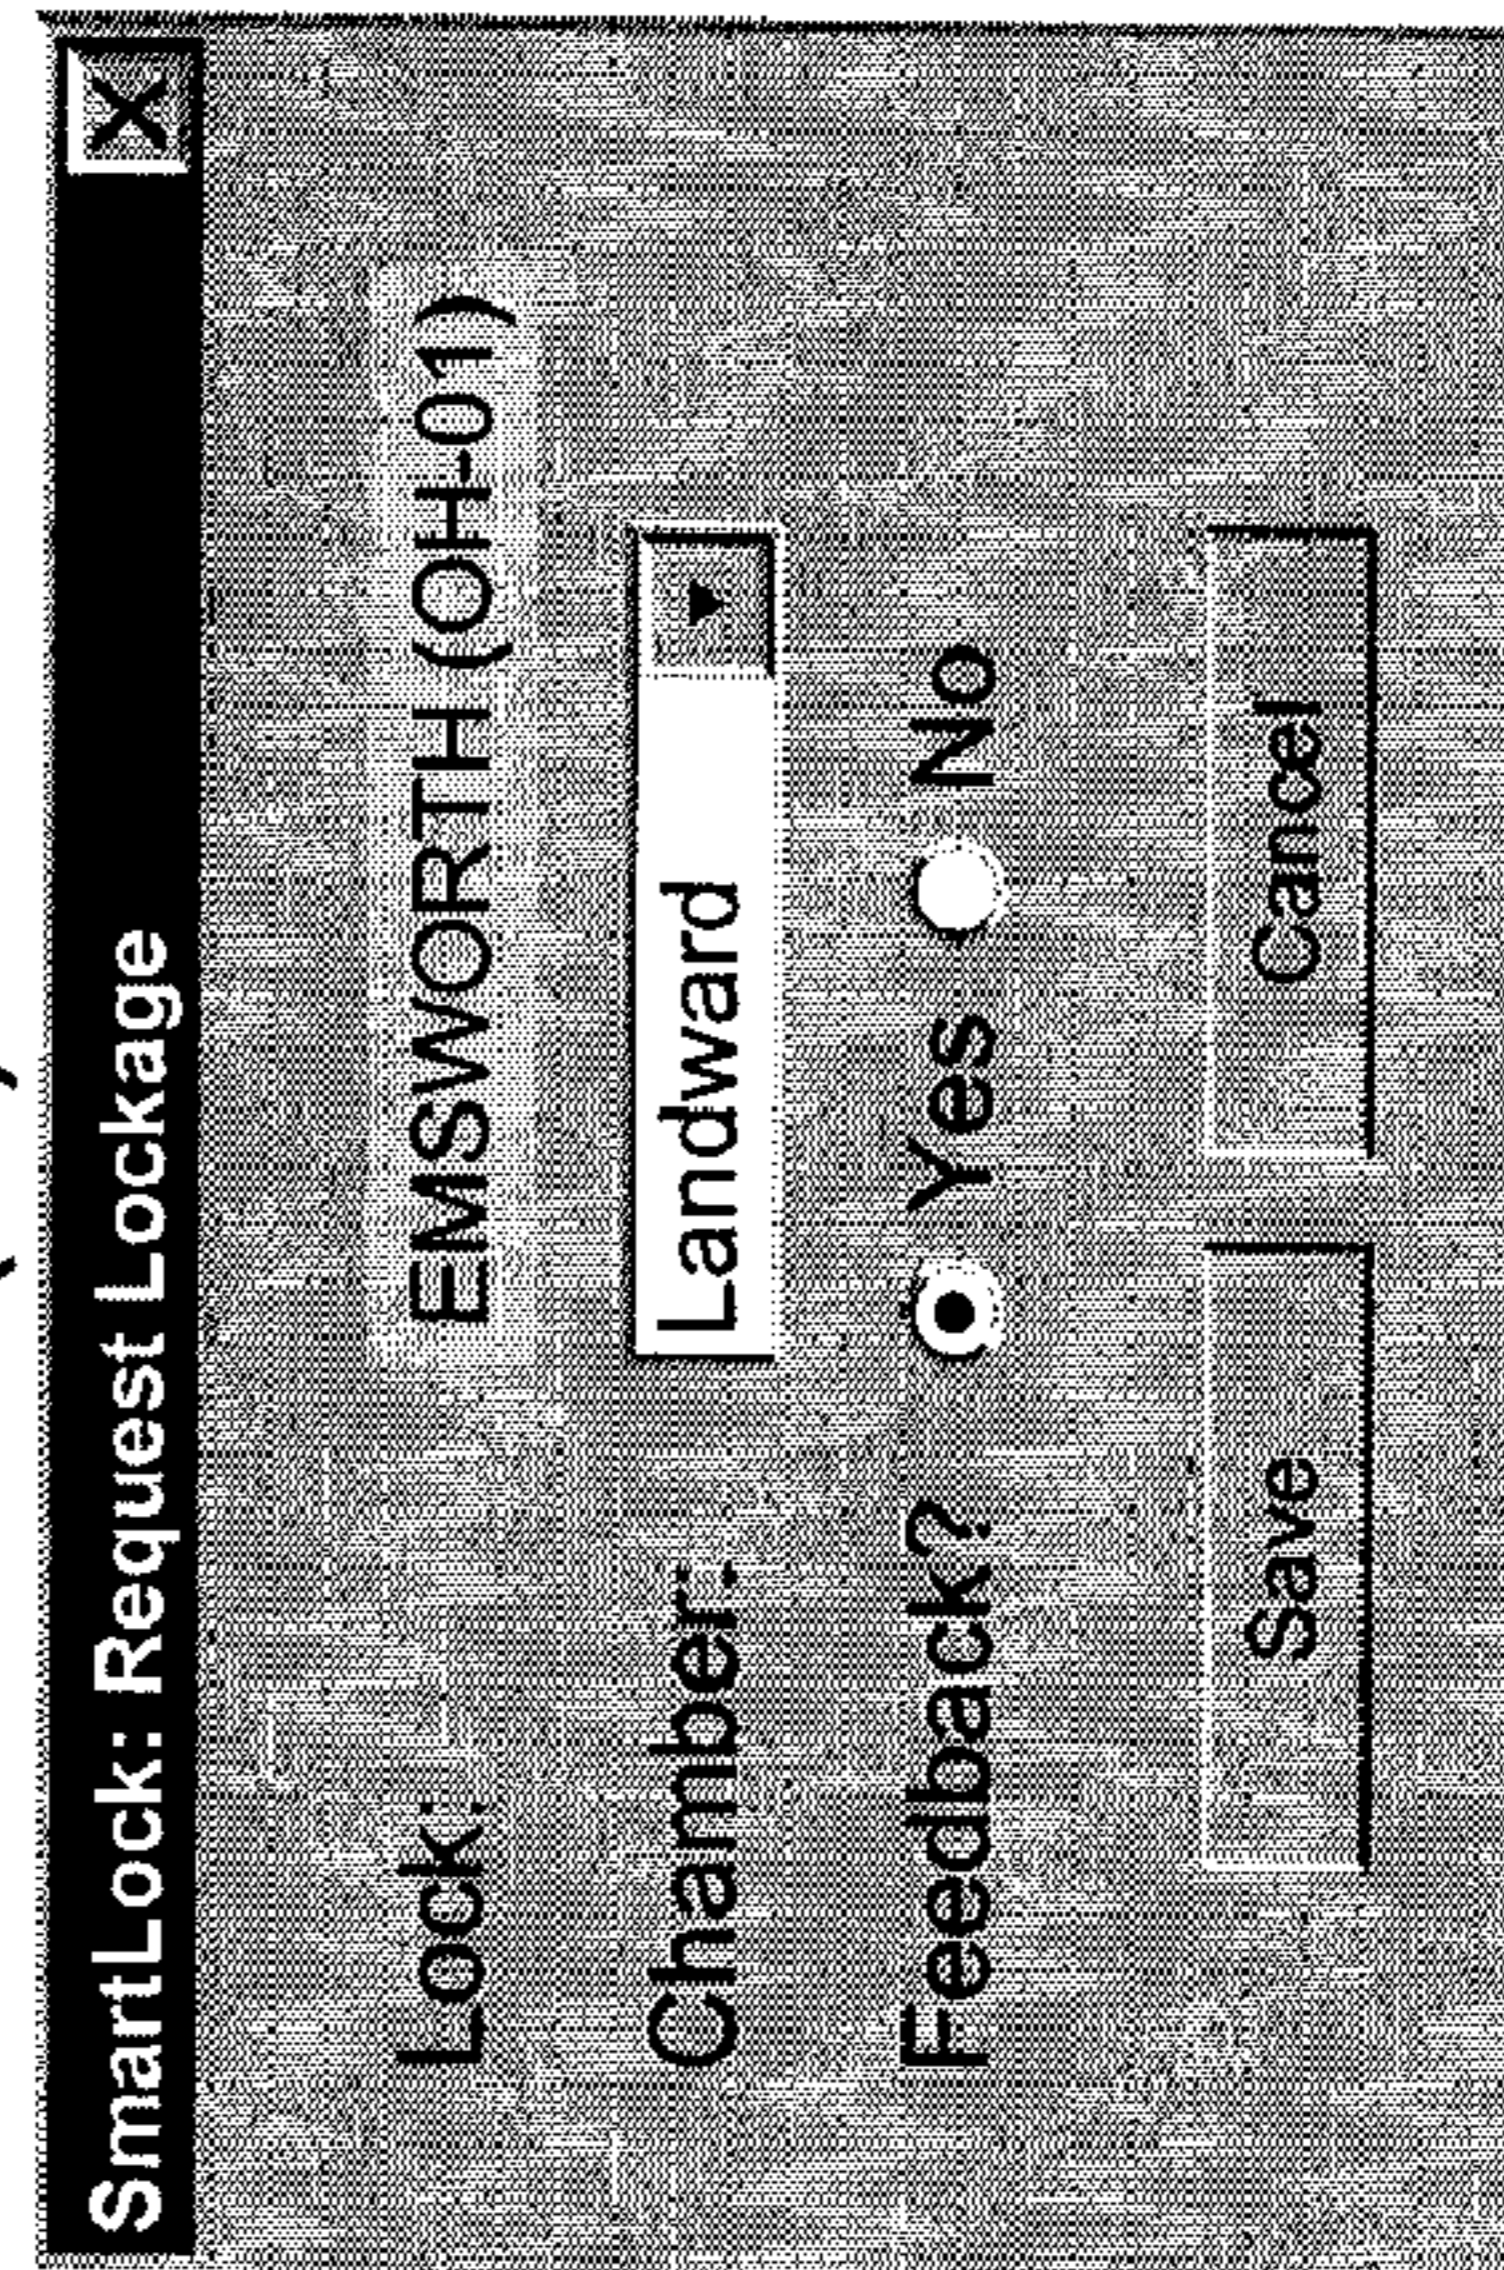 SmartLock: Request Lockage X
Lock: EMSWORTH (OH-01)
Chamber: Landward
Feedback? Yes No
Save Cancel